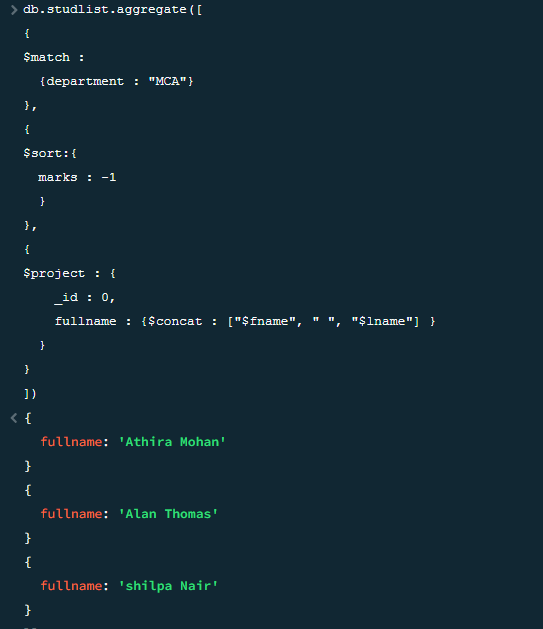 db.studlist.aggregate([
{
$match :
{department : "MCA"}
},
{
$sort:{
marks : -1
}
},
{
$project : {
_id : 0,
fullname : {$concat : ["$fname", " ", "$lname"] }
}
}
])
{
fullname: 'Athira Mohan'
}
{
fullname: 'Alan Thomas'
}
{
fullname: 'shilpa Nair'
}